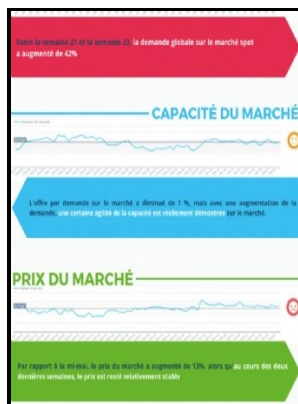 Entre la semaine 21 et la semaine 23, la demande globale sur le marché spot
a augmenté de 42%
CAPACITÉ DU MARCHÉ
L'offre par demande sur le marché a diminué de 1 %, mais avec une augmentation de la
demande, une certaine agilité de la capacité est réellement démontrée sur le marché.
PRIX DU MARCHÉ
Par rapport à la mi-mai, le prix du marché a augmenté de 13%, alors qu'au cours des deux
dernières semaines, le prix est resté relativement stable